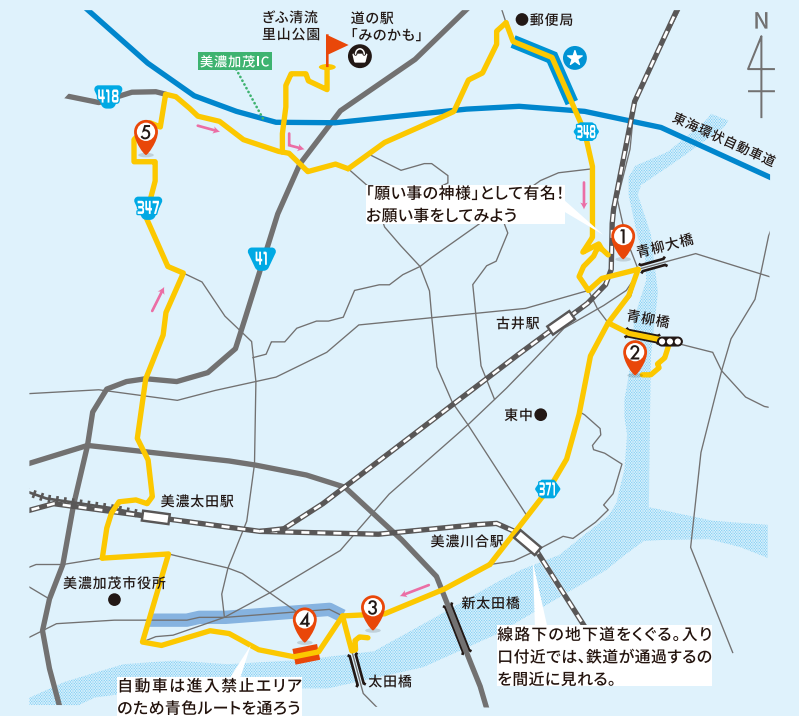 ぎふ清流
里山公園
道の駅
「みのかも」
郵便局
N
美濃加茂IC
418
348
東海環状自動車道
5
「願い事の神様」として有名!
お願い事をしてみよう
347
1
青柳大橋
41
古井駅
青柳橋
2
東中
371
美濃太田駅
美濃川合駅
美濃加茂市役所
3
新太田橋
4
線路下の地下道をくぐる。入り
口付近では、鉄道が通過するの
を間近に見れる。
太田橋
自動車は進入禁止エリア
のため青色ルートを通ろう